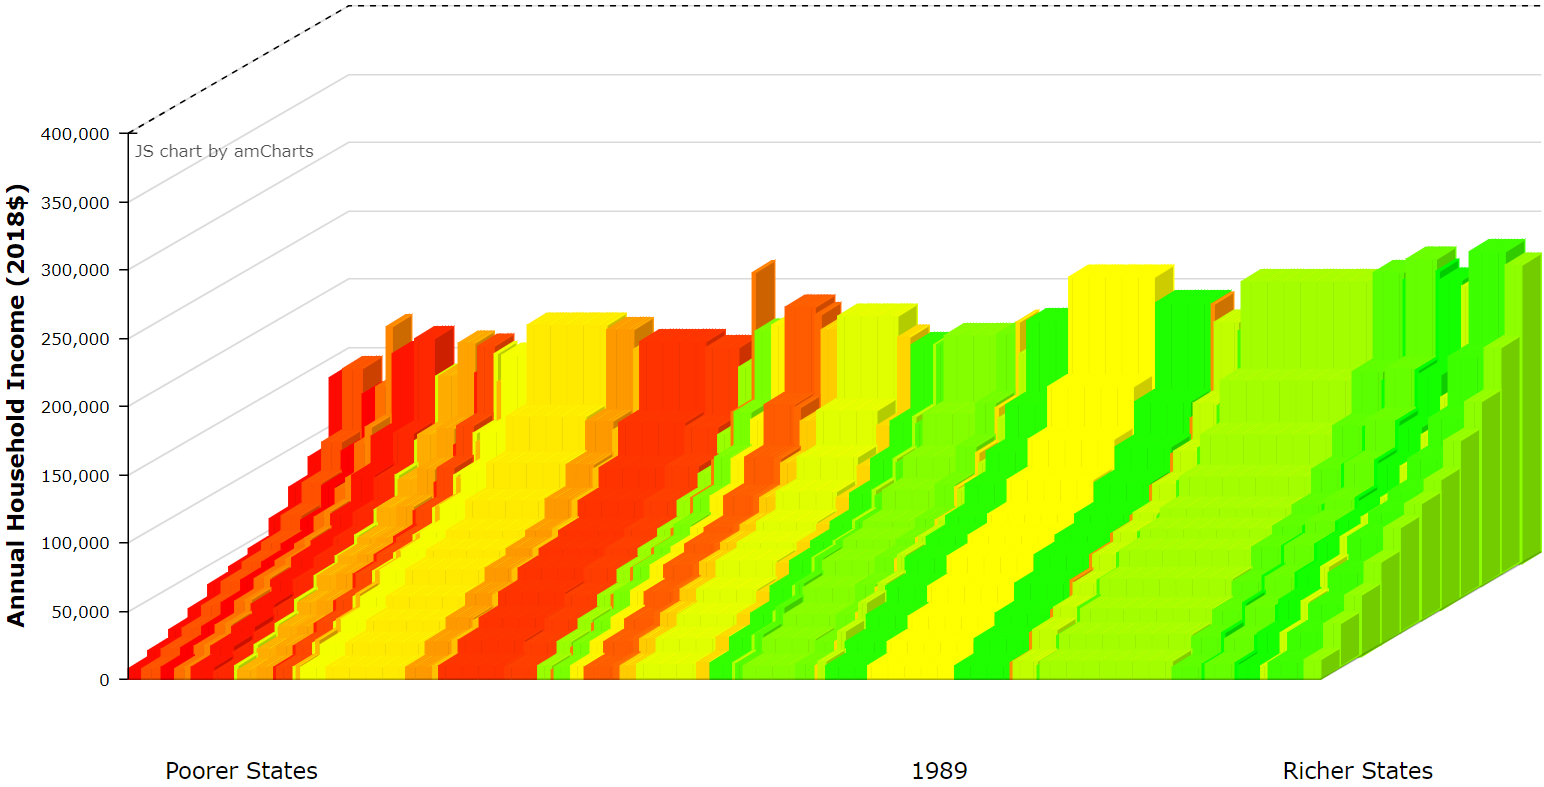 400,000
JS chart by amCharts
350,000
300,000
250,000
200,000
150,000
100,000
50,000
0
Annual Household Income (2018$)
Poorer States
1989
Richer States